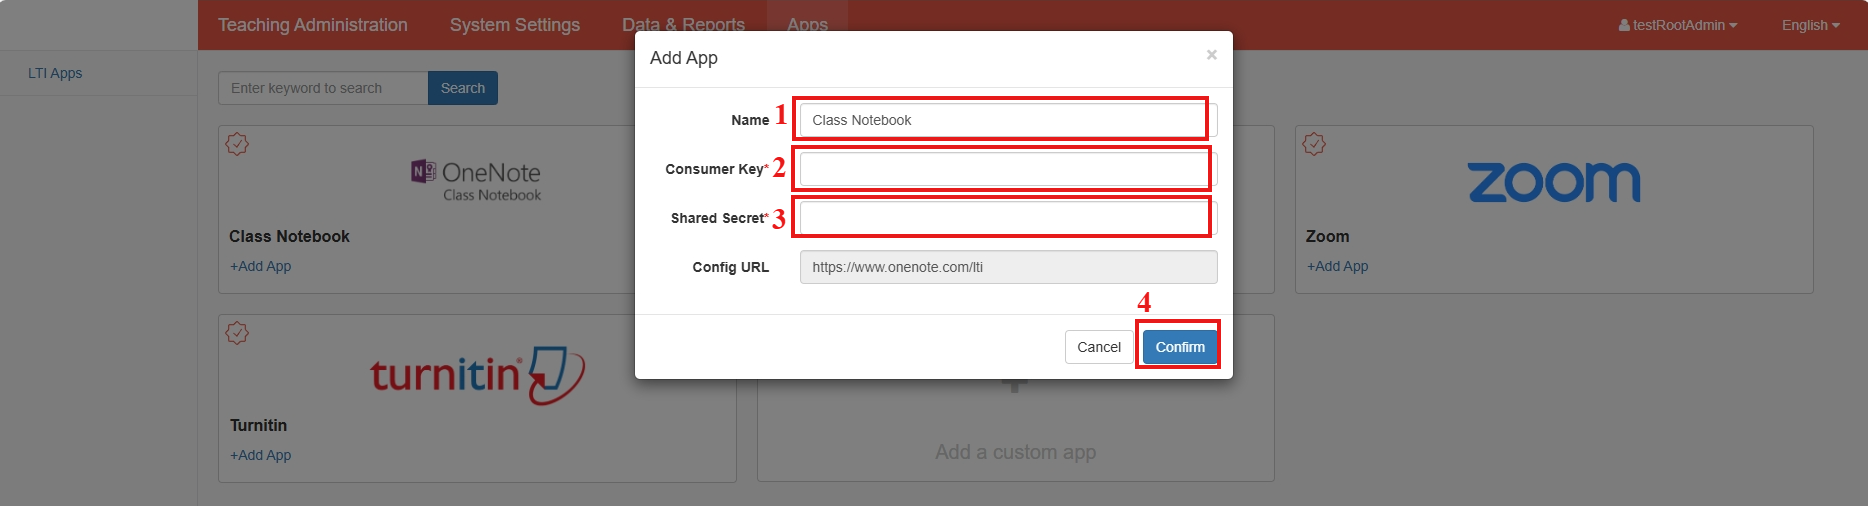 Teaching Administration System Settings Data & Reports Apps testRootAdmin English
LTI Apps
Enter keyword to search Search
Add App ×
Name 1 Class Notebook
Consumer Key* 2
Shared Secret* 3
Config URL https://www.onenote.com/lti
4
Cancel Confirm
N OneNote
Class Notebook
Class Notebook
+Add App
zoom
Zoom
+Add App
turnitin®
Turnitin
+Add App
Add a custom app